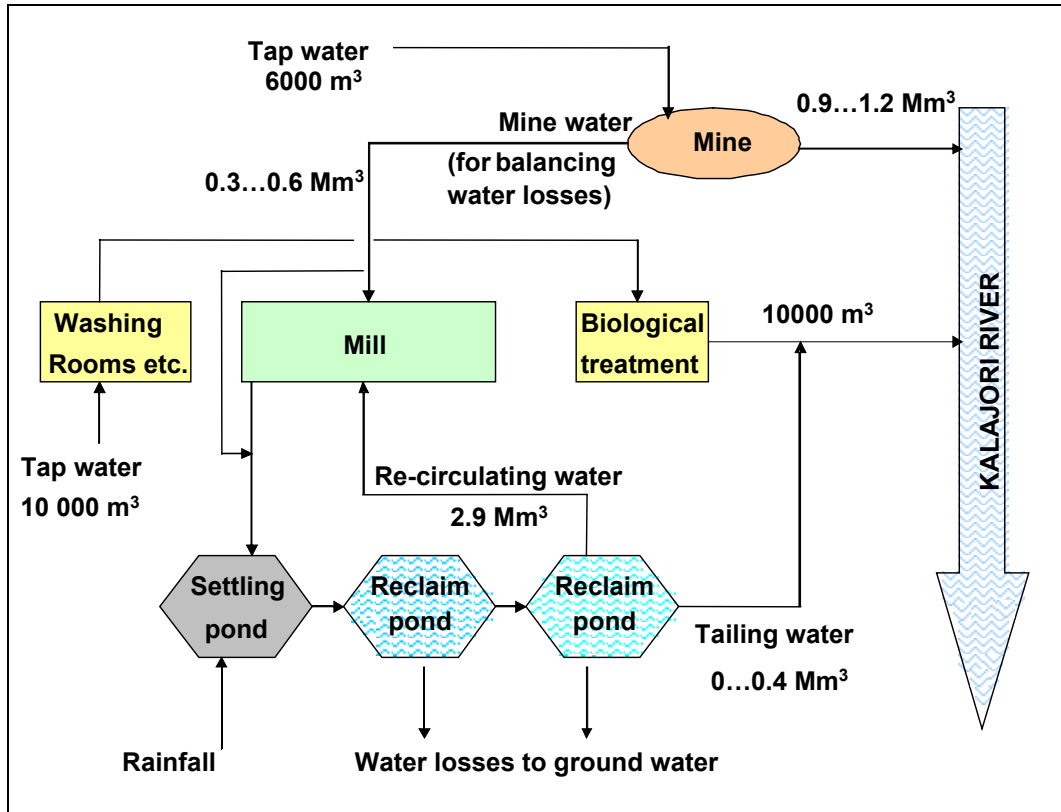 Tap water
6000 m³
0.9…1.2 Mm³
Mine water
Mine
(for balancing
water losses)
0.3…0.6 Mm³
Washing
Rooms etc.
Mill
Biological
treatment
10000 m³
KALAJORI RIVER
Tap water
10 000 m³
Re-circulating water
2.9 Mm³
Settling
pond
Reclaim
pond
Reclaim
pond
Tailing water
0…0.4 Mm³
Rainfall
Water losses to ground water